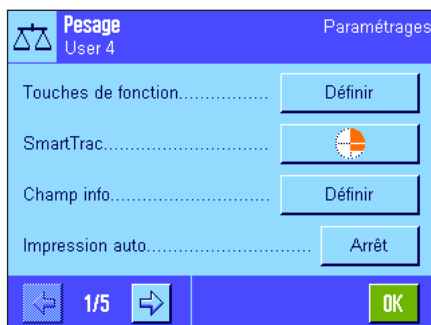 Pesage
Paramétrages
User 4
Touches de fonction................ Définir
SmartTrac..............................
Champ info............................. Définir
Impression auto........................... Arrêt
1/5
OK